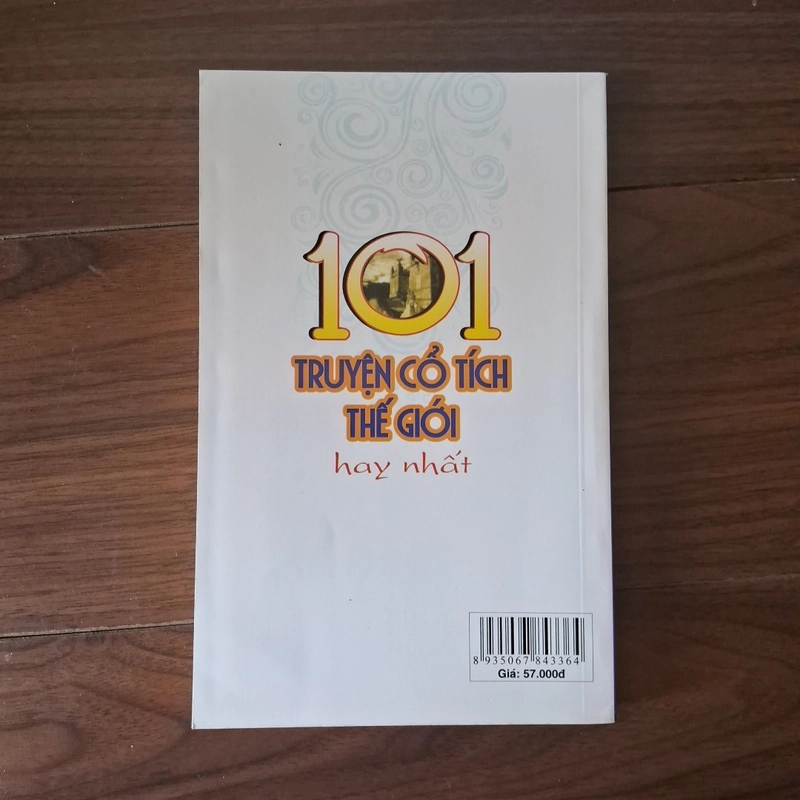 101
TRUYỆN CỔ TÍCH
THẾ GIỚI
hay nhất
8 935067 843364
Giá: 57.000đ